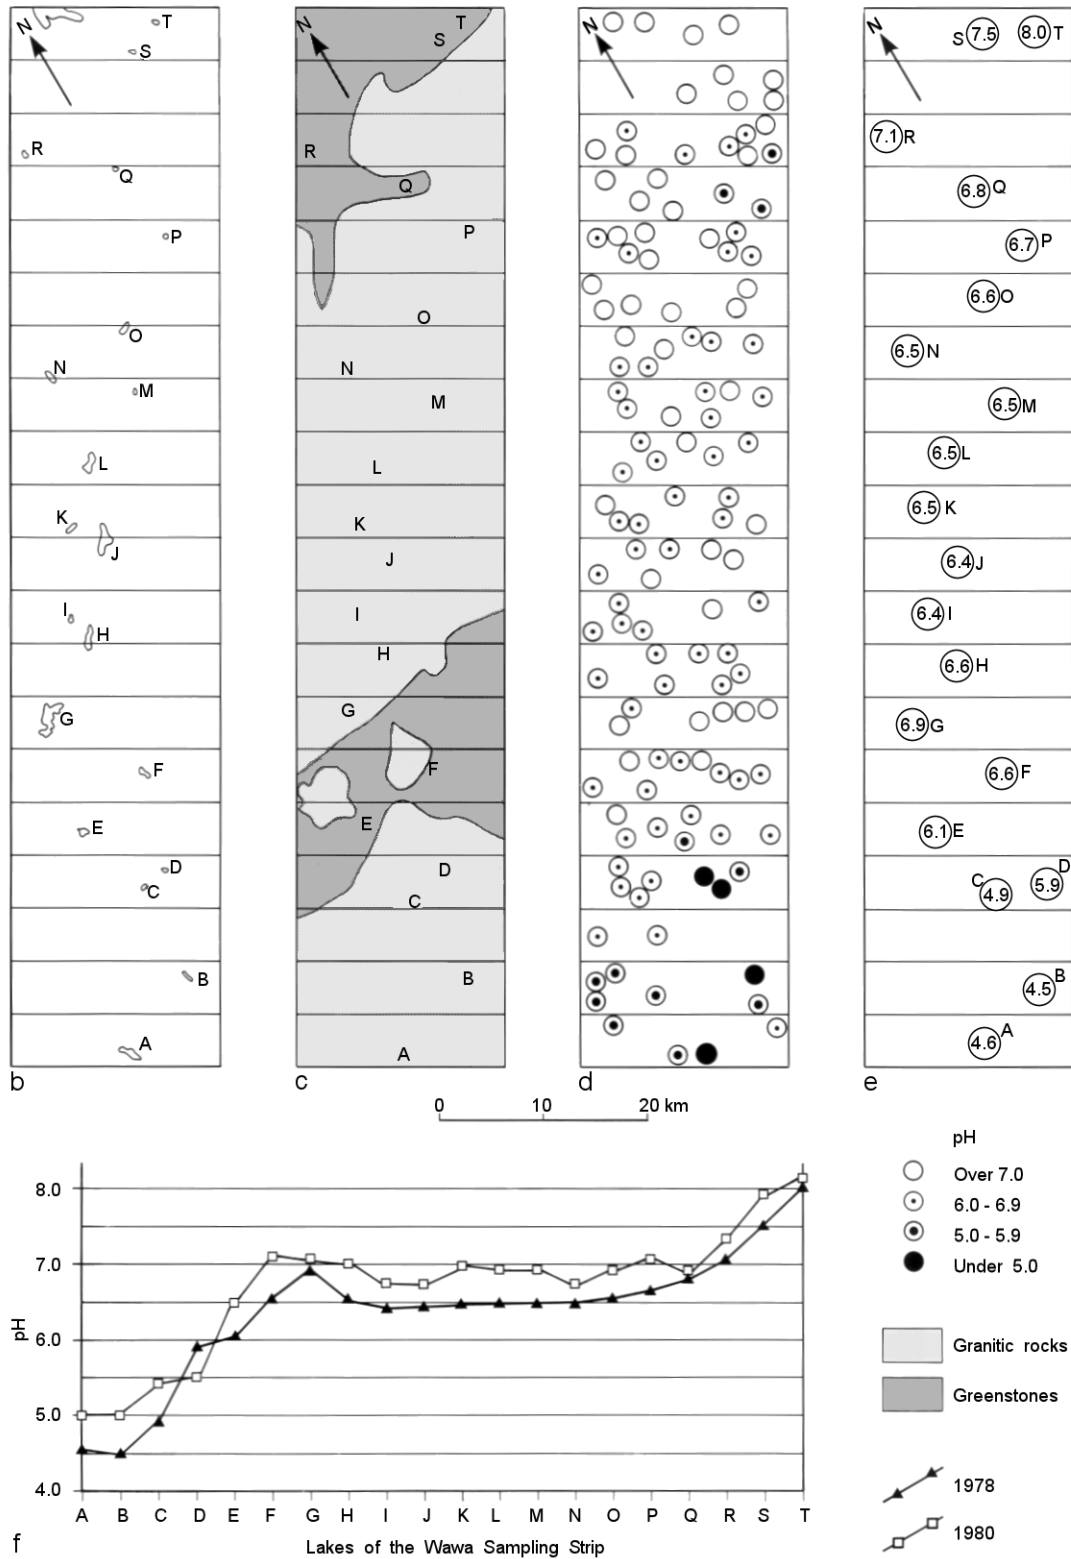 N
T
S
R
Q
P
O
N
M
L
K
J
I
H
G
F
E
D
C
B
A
b
N
T
S
R
Q
P
O
N
M
L
K
J
I
H
G
F
E
D
C
B
A
c
N
d
N
S 7.5 8.0 T
7.1 R
6.8 Q
6.7 P
6.6 O
6.5 N
6.5 M
6.5 L
6.5 K
6.4 J
6.4 I
6.6 H
6.9 G
6.6 F
6.1 E
C 4.9 5.9 D
4.5 B
4.6 A
e
0 10 20 km
pH
Over 7.0
6.0 - 6.9
5.0 - 5.9
Under 5.0
Granitic rocks
Greenstones
1978
1980
8.0
7.0
6.0
5.0
4.0
pH
A B C D E F G H I J K L M N O P Q R S T
f
Lakes of the Wawa Sampling Strip